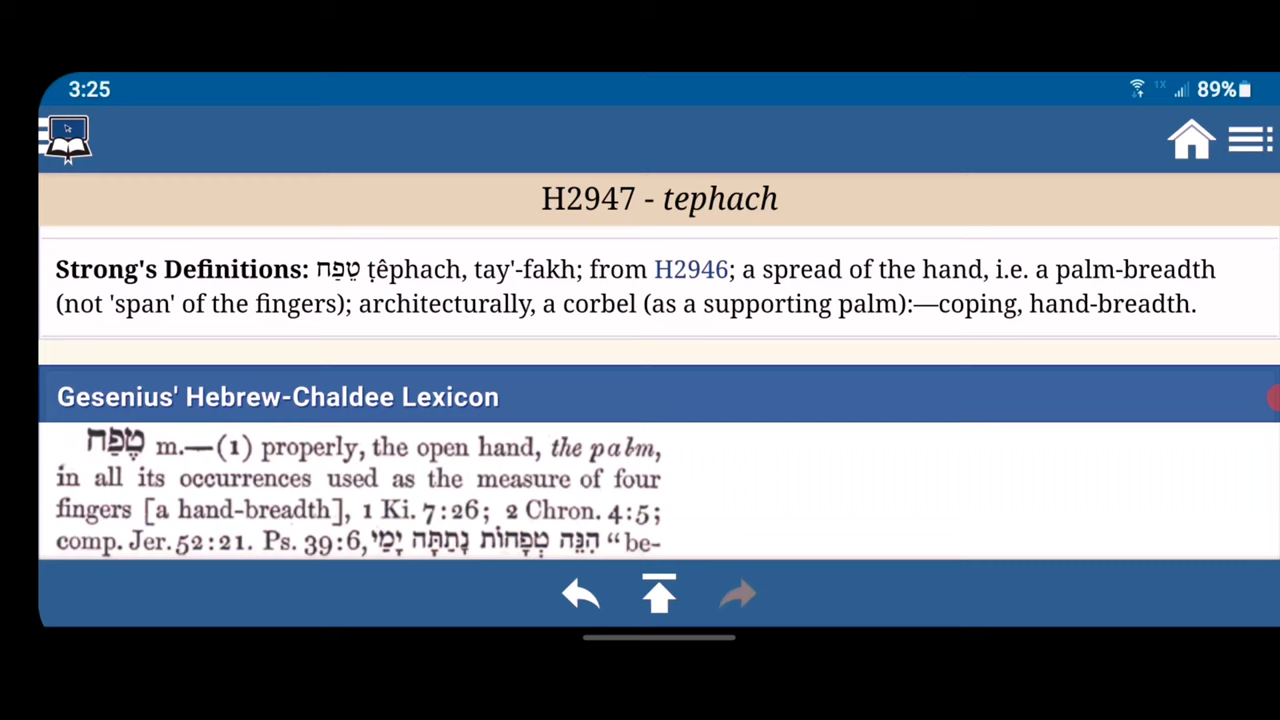 3:25
1X 89%
H2947 - tephach
Strong's Definitions: טֵפַח ṭêphach, tay'-fakh; from H2946; a spread of the hand, i.e. a palm-breadth
(not 'span' of the fingers); architecturally, a corbel (as a supporting palm):—coping, hand-breadth.
Gesenius' Hebrew-Chaldee Lexicon
טֶפַח m.—(1) properly, the open hand, the palm,
in all its occurrences used as the measure of four
fingers [a hand-breadth], 1 Ki. 7:26; 2 Chron. 4:5;
comp. Jer. 52:21. Ps. 39:6, הִנֵּה טְפָחוֹת נָתַתָּה יָמַי “be-